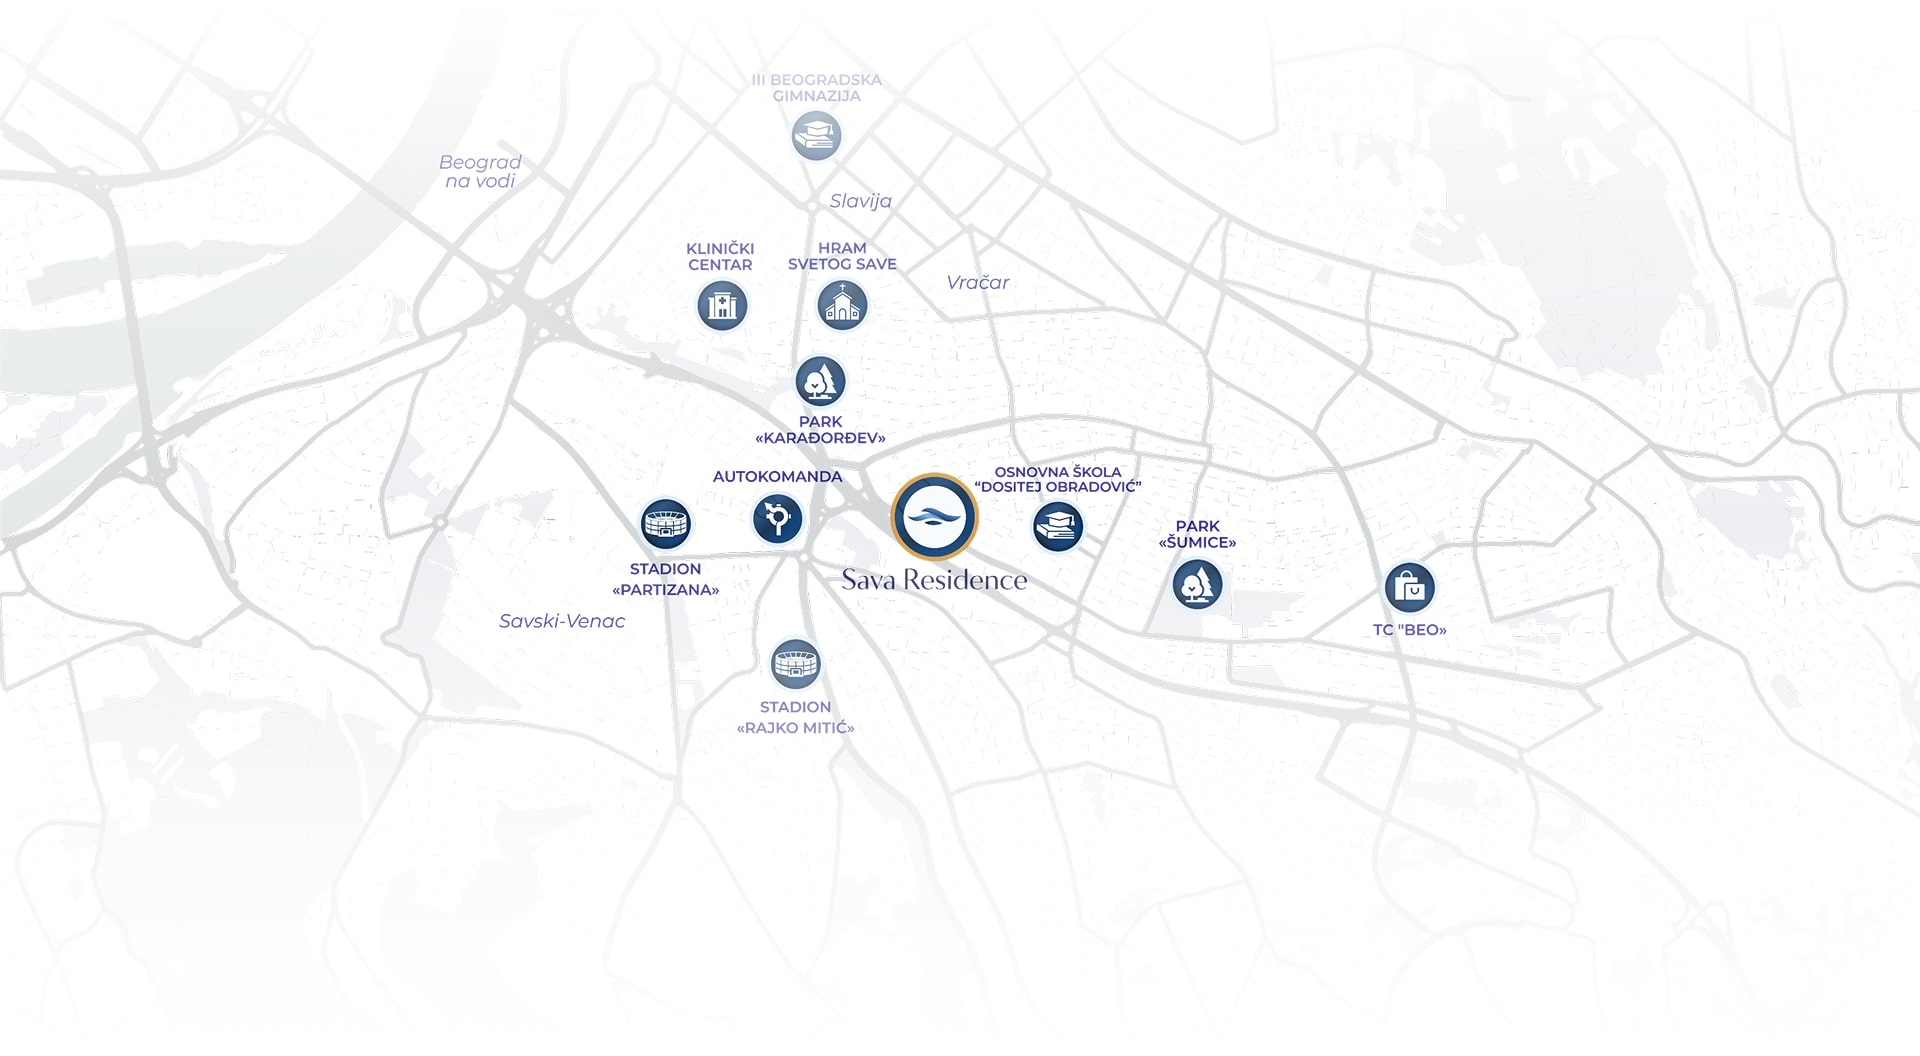 III BEOGRADSKA
GIMNAZIJA
Beograd
na vodi
Slavija
KLINIČKI
CENTAR
HRAM
SVETOG SAVE
Vračar
PARK
«KARAĐORĐEV»
AUTOKOMANDA
OSNOVNA ŠKOLA
“DOSITEJ OBRADOVIĆ”
PARK
«ŠUMICE»
STADION
«PARTIZANA»
Sava Residence
Savski-Venac
TC "BEO»
STADION
«RAJKO MITIĆ»